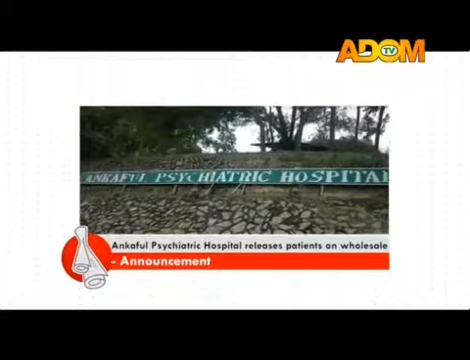 ADOM TV
ANKAFUL PSYCHIATRIC HOSPITAL
Ankaful Psychiatric Hospital releases patients on wholesale
- Announcement